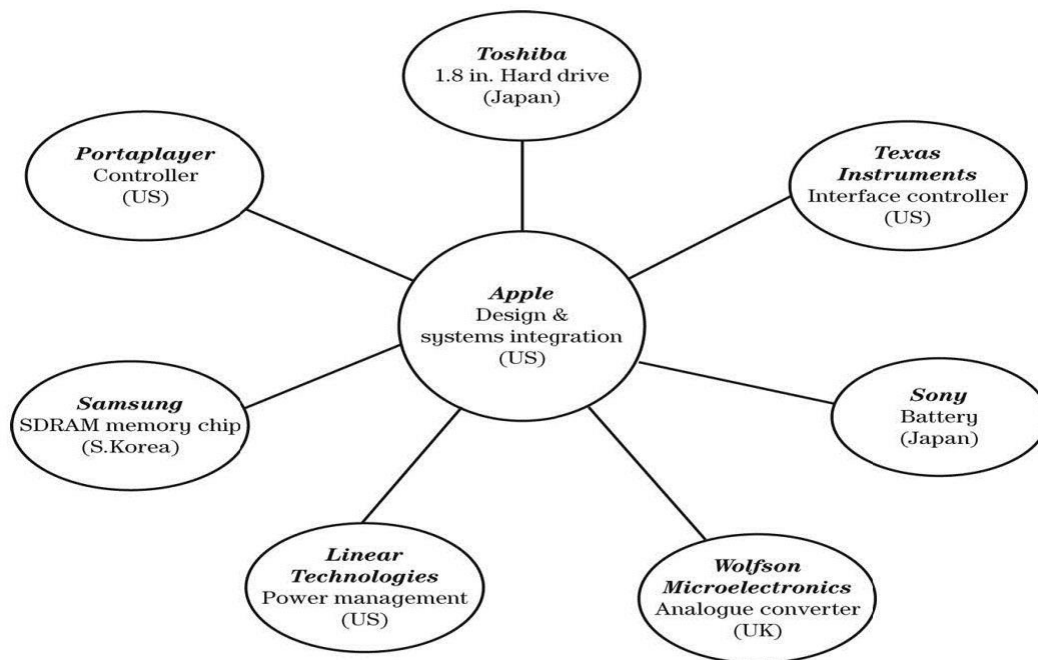 Toshiba
1.8 in. Hard drive
(Japan)
Portaplayer
Controller
(US)
Texas
Instruments
Interface controller
(US)
Apple
Design &
systems integration
(US)
Samsung
SDRAM memory chip
(S.Korea)
Sony
Battery
(Japan)
Linear
Technologies
Power management
(US)
Wolfson
Microelectronics
Analogue converter
(UK)